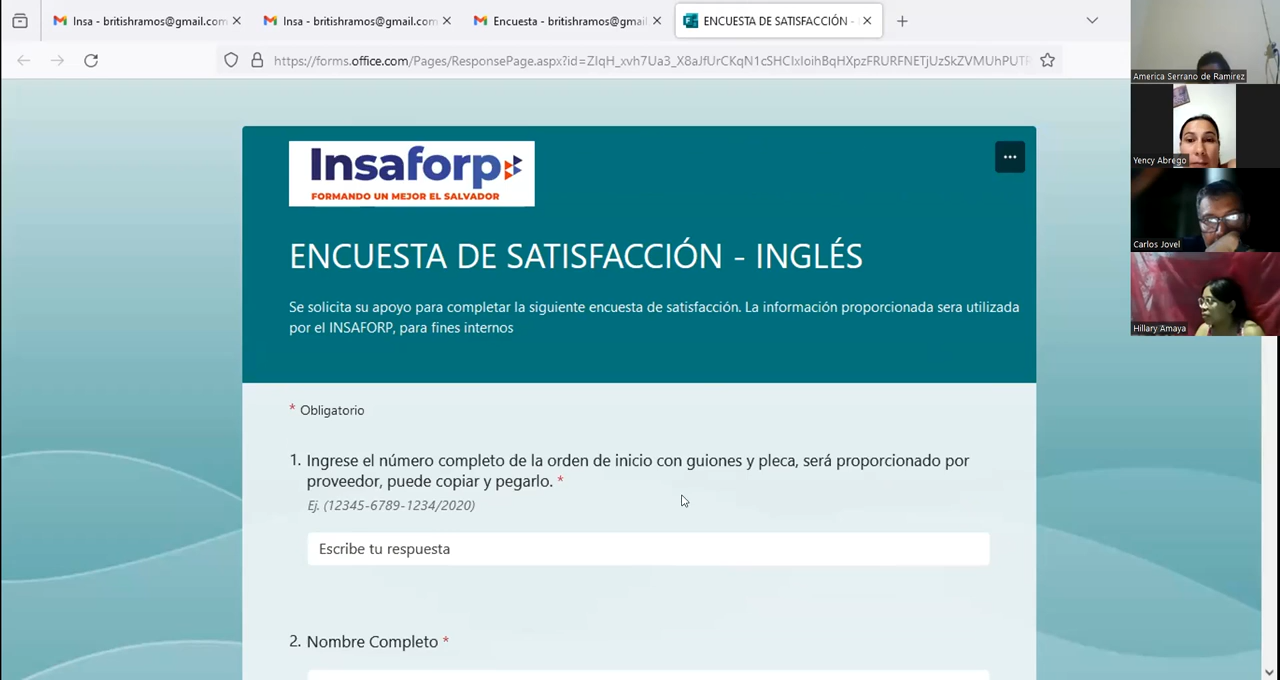 Insa - britishramos@gmail.com
Insa - britishramos@gmail.com
Encuesta - britishramos@gmai
ENCUESTA DE SATISFACCIÓN -
https://forms.office.com/Pages/ResponsePage.aspx?id=
America Serrano de Ramirez
Yency Abrego
Carlos Jovel
Hillary Amaya
Insaforp
FORMANDO UN MEJOR EL SALVADOR
ENCUESTA DE SATISFACCIÓN - INGLÉS
Se solicita su apoyo para completar la siguiente encuesta de satisfacción. La información proporcionada sera utilizada
por el INSAFORP, para fines internos
* Obligatorio
1. Ingrese el número completo de la orden de inicio con guiones y pleca, será proporcionado por
proveedor, puede copiar y pegarlo. *
Ej. (12345-6789-1234/2020)
Escribe tu respuesta
2. Nombre Completo *